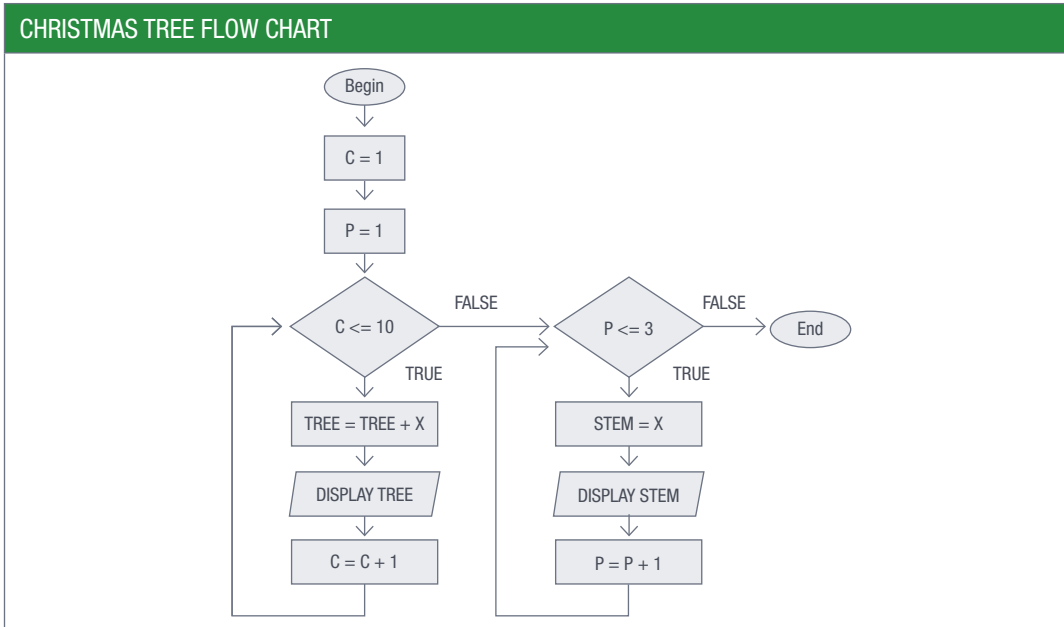 CHRISTMAS TREE FLOW CHART
Begin
C = 1
P = 1
C <= 10
FALSE
P <= 3
FALSE
End
TRUE
TRUE
TREE = TREE + X
STEM = X
DISPLAY TREE
DISPLAY STEM
C = C + 1
P = P + 1